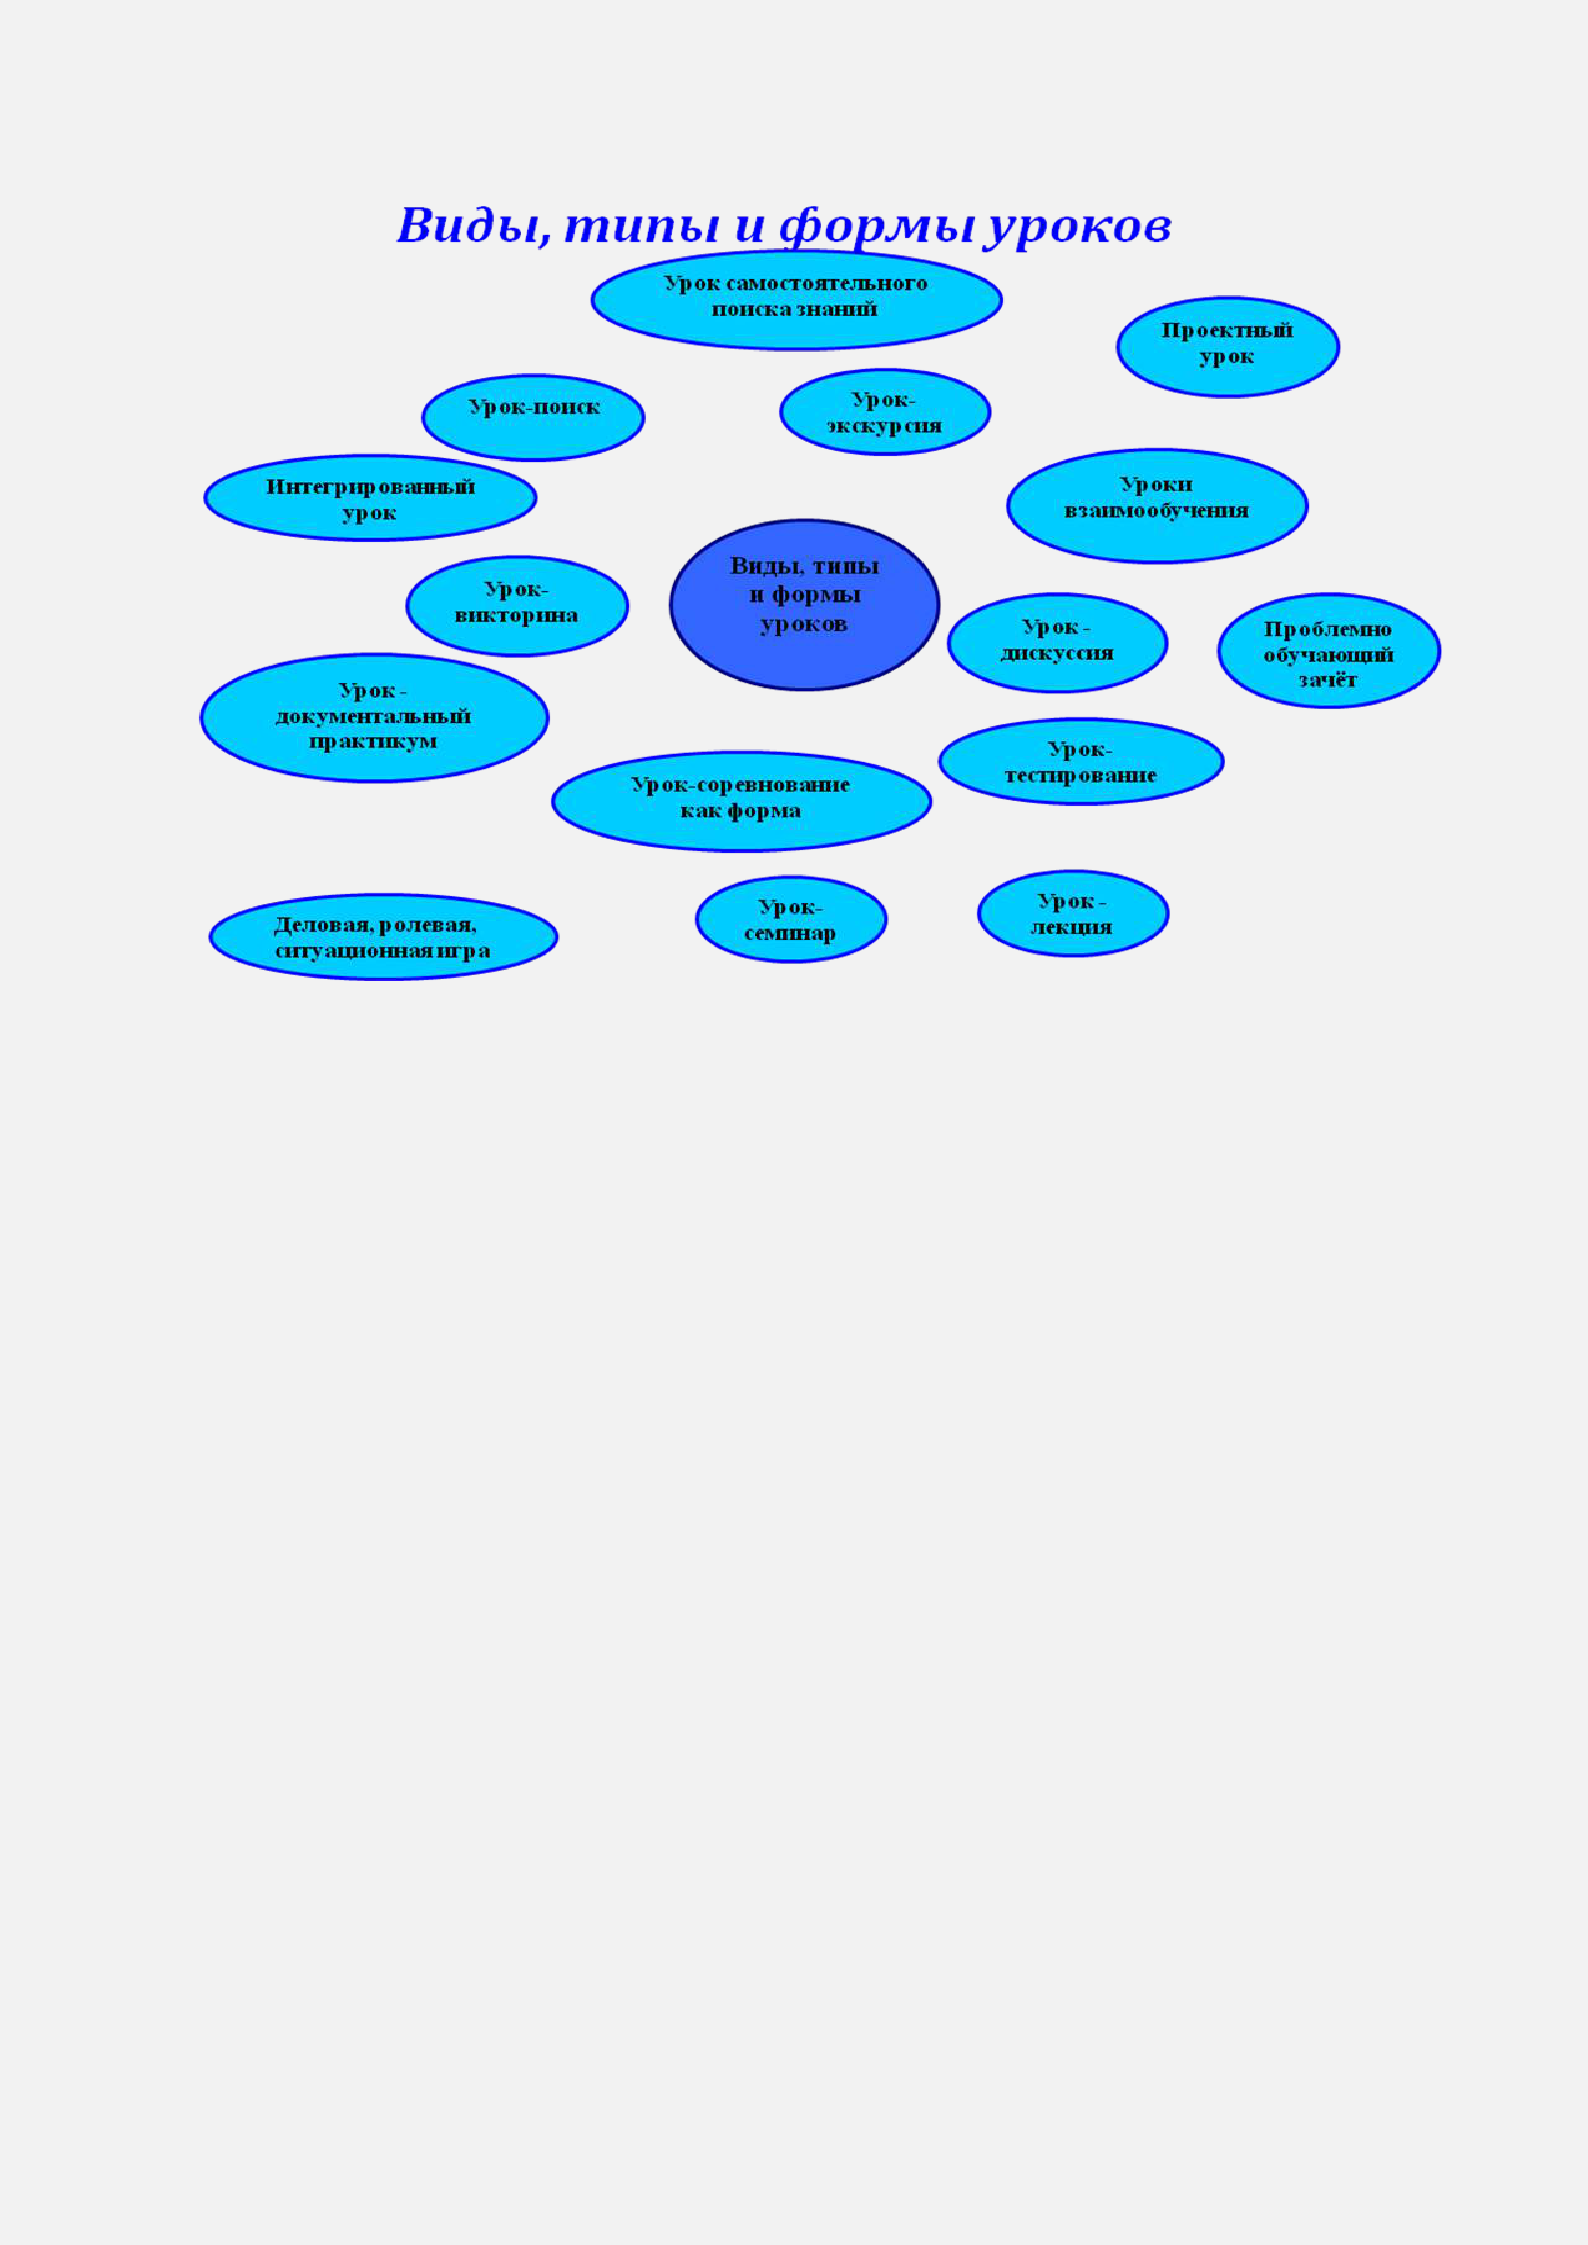 Виды, типы и формы уроков
Урок самостоятельного
поиска знаний
Проектный
урок
Урок-поиск
Урок-
экскурсия
Интегрированный
урок
Уроки
взаимообучения
Виды, типы
и формы
уроков
Урок-
викторина
Урок -
дискуссия
Проблемно
обучающий
зачёт
Урок -
документальный
практикум
Урок-
тестирование
Урок-соревнование
как форма
Деловая, ролевая,
ситуационная игра
Урок-
семинар
Урок -
лекция